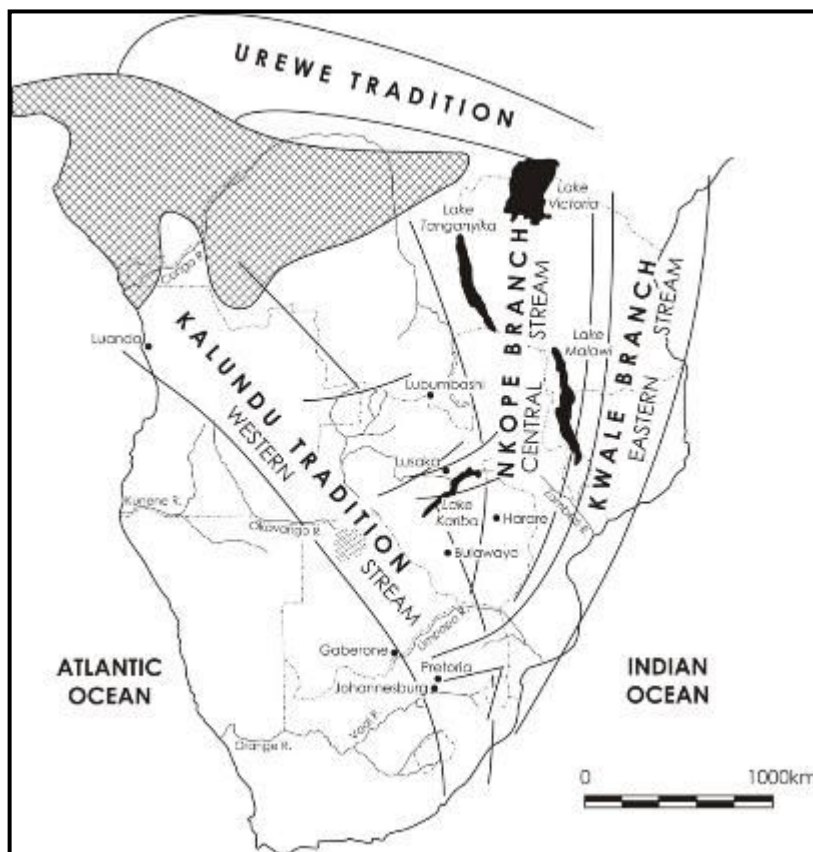 UREWE TRADITION
Lake
Victoria
Lake
Tanganyika
Congo R.
NKOPE BRANCH
CENTRAL STREAM
KWALE BRANCH
EASTERN STREAM
Luanda
KALUNDU TRADITION
WESTERN STREAM
Lake
Malawi
Lubumbashi
Lusaka
Kunene R.
Okavango R.
Lake
Kariba
Harare
Zambezi R.
Bulawayo
Limpopo R.
Gaberone
Pretoria
Johannesburg
ATLANTIC
OCEAN
INDIAN
OCEAN
Vaal R.
Orange R.
0 1000km